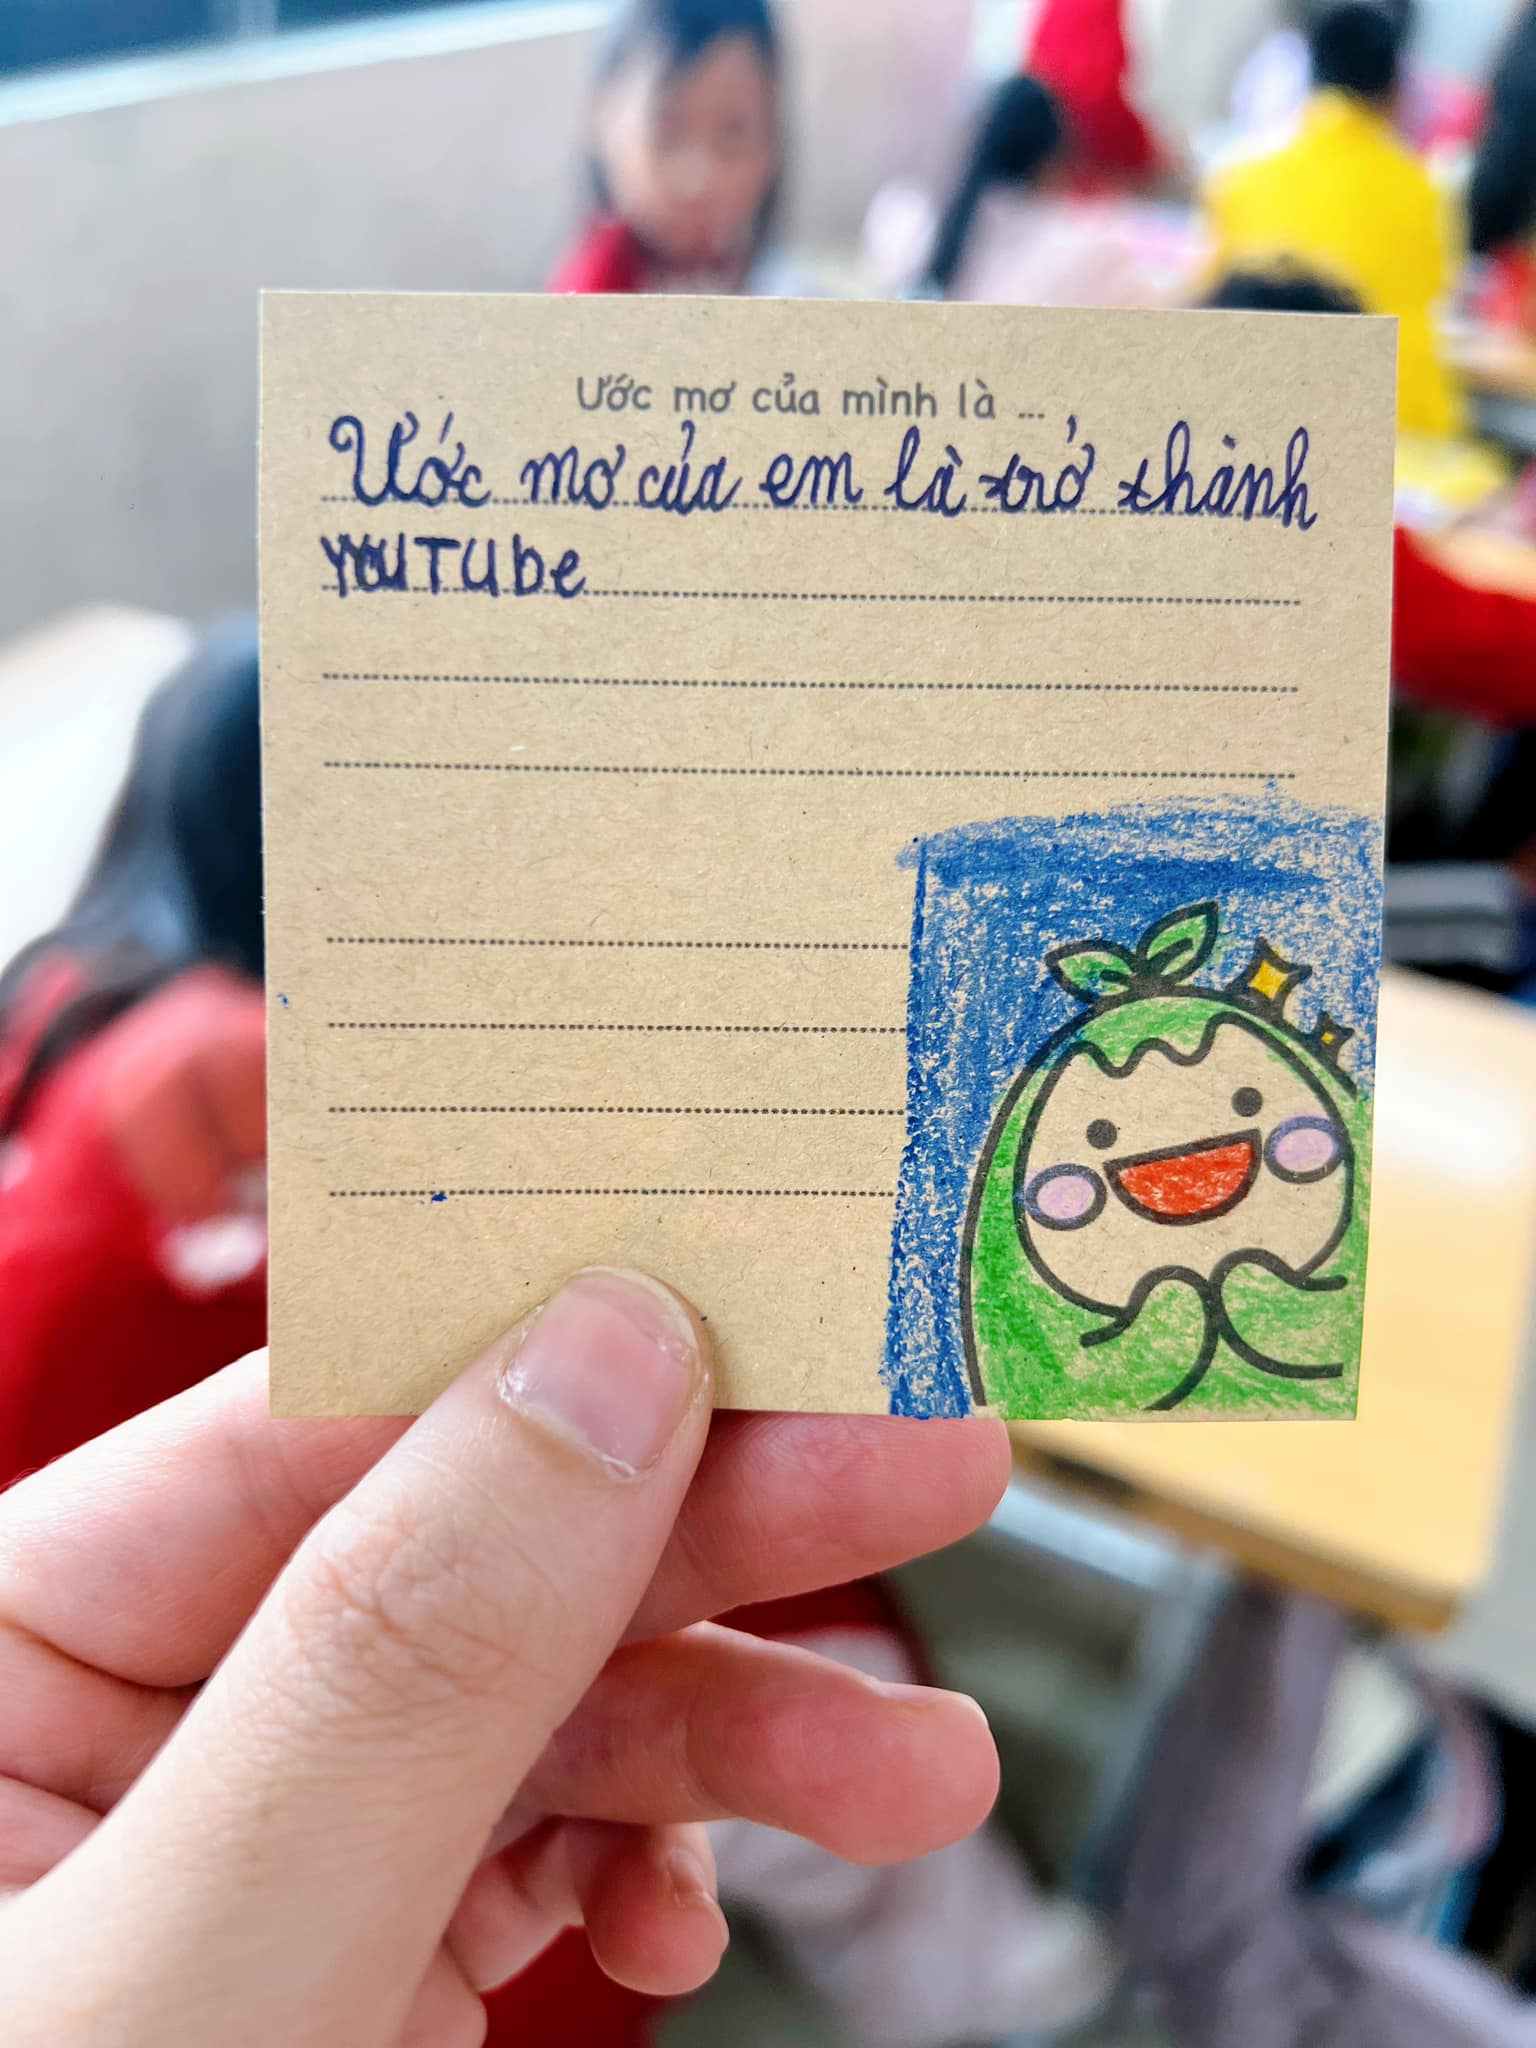 Ước mơ của mình là ...
Ước mơ của em là trở thành
YOUTUbe